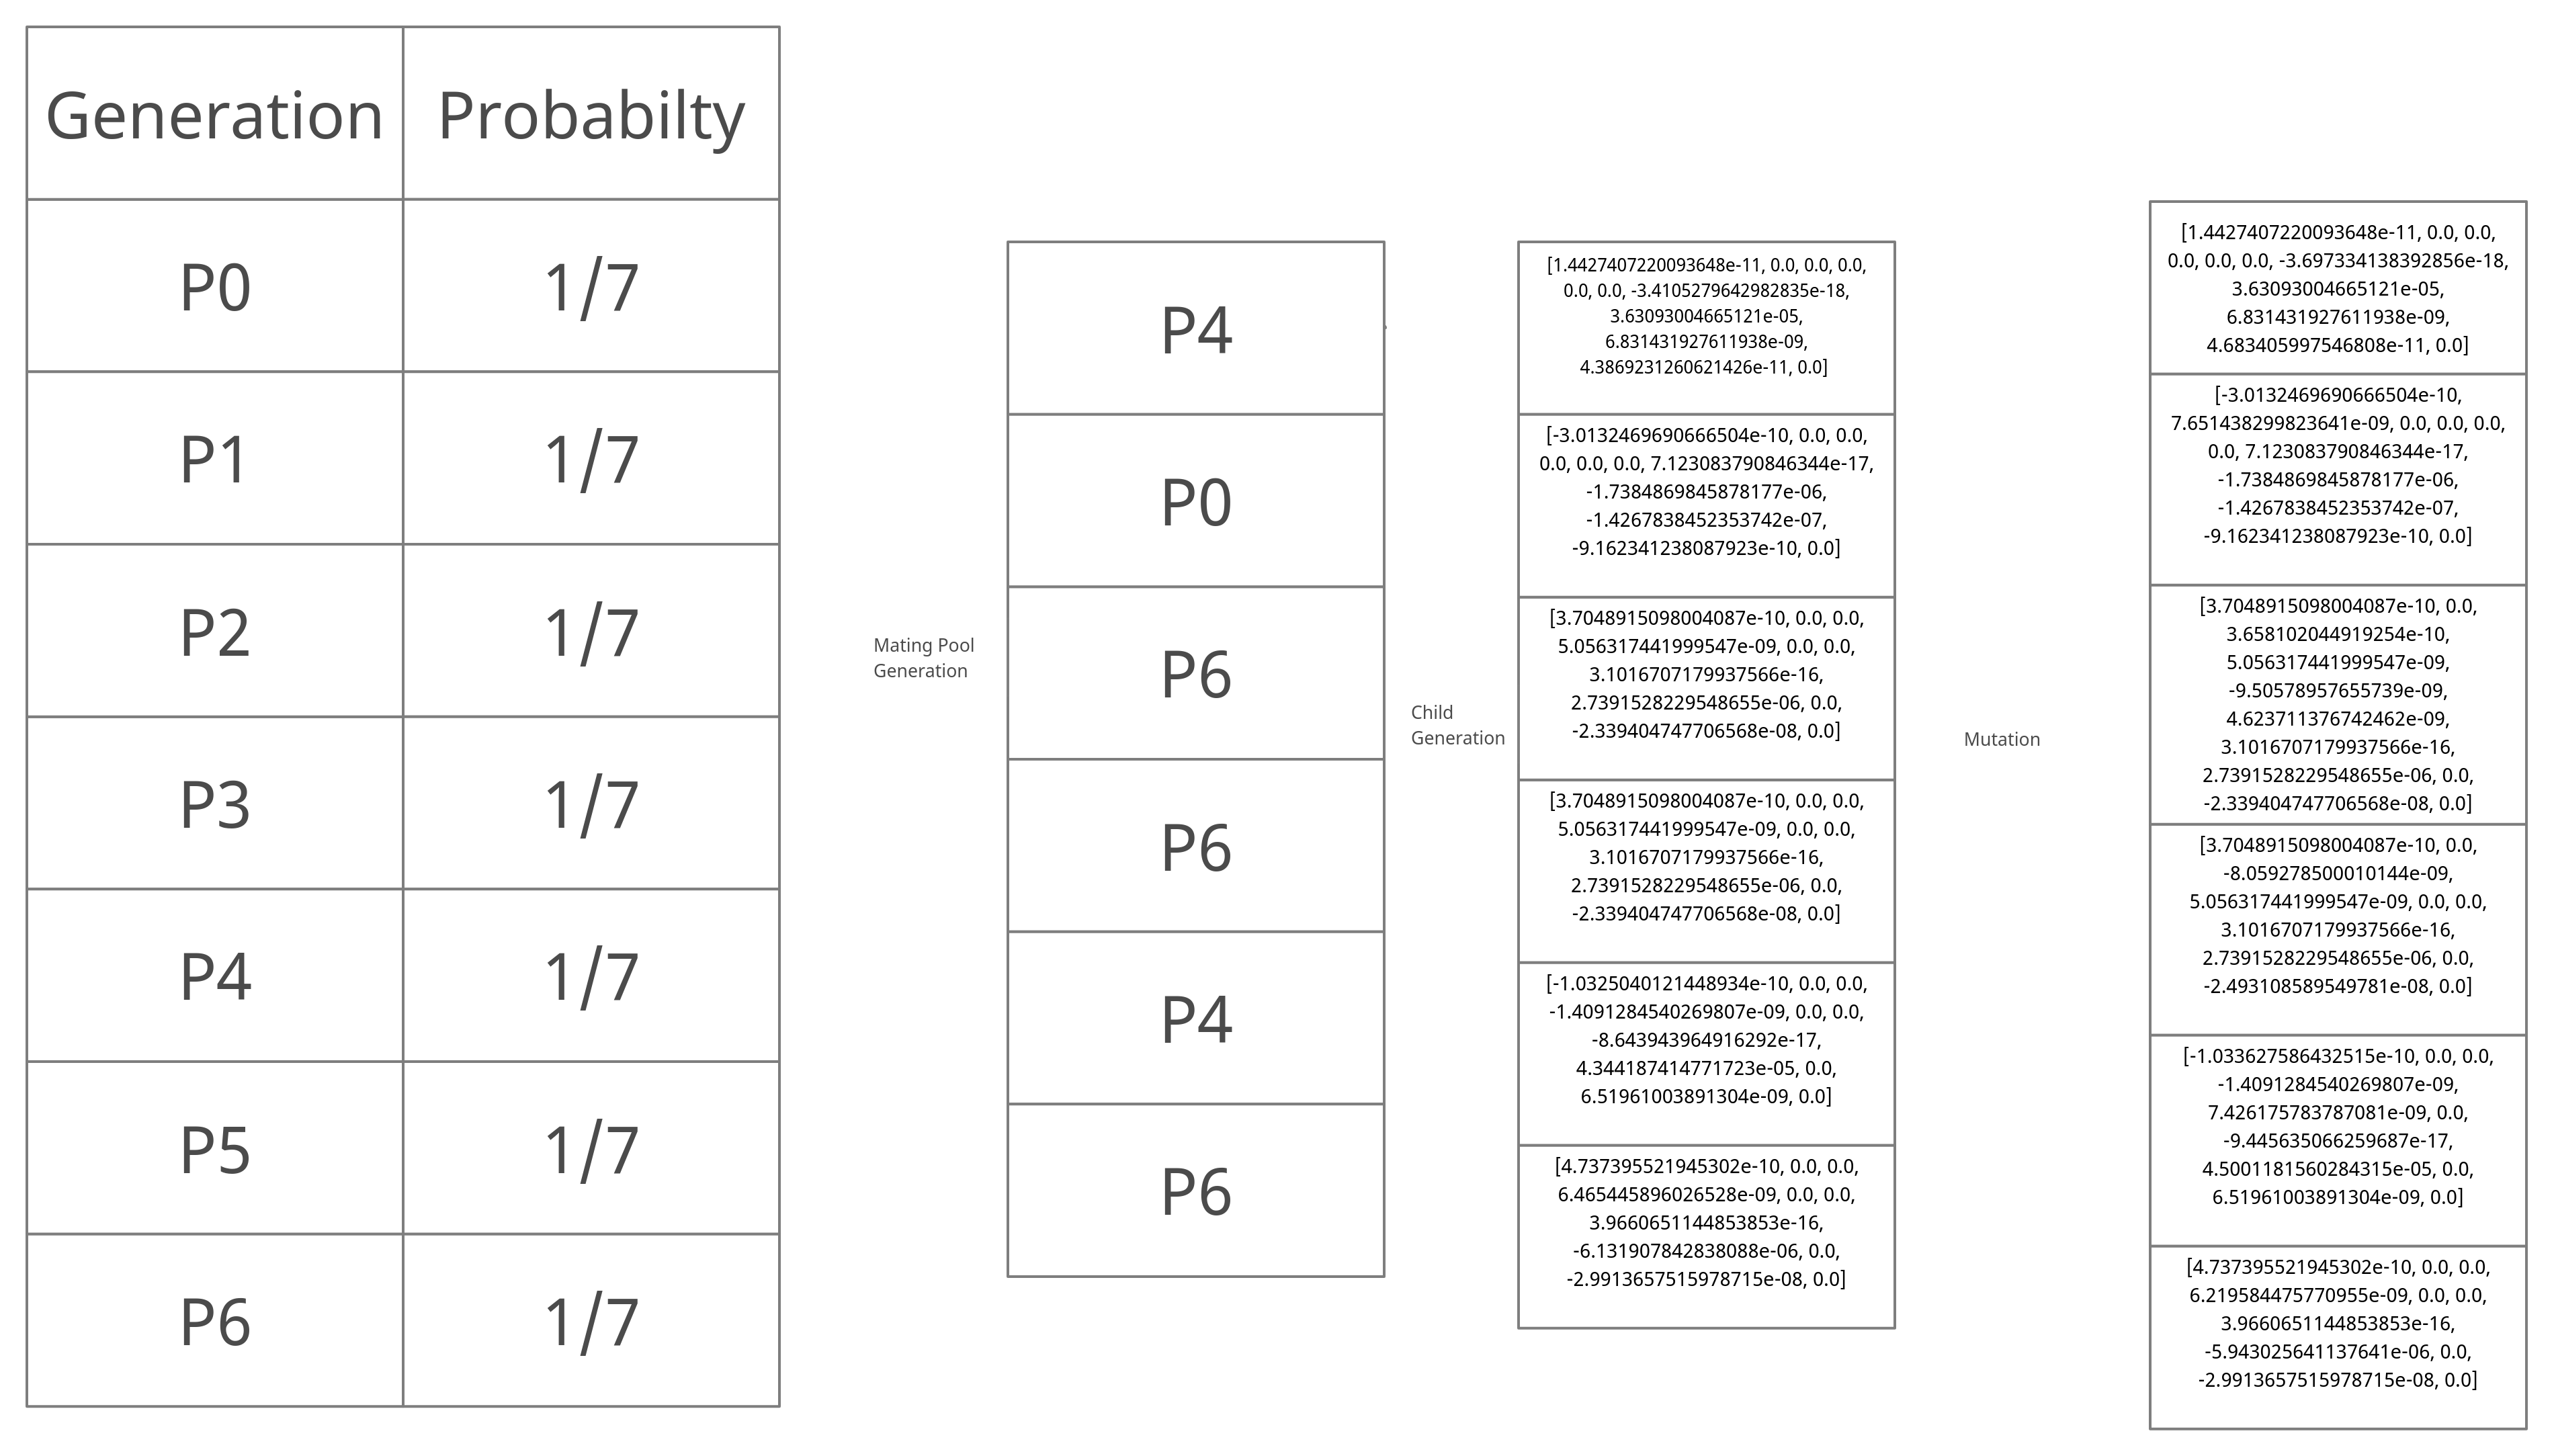 Generation Probabilty
P0 1/7
P1 1/7
P2 1/7
P3 1/7
P4 1/7
P5 1/7
P6 1/7
Mating Pool
Generation
P4
P0
P6
P6
P4
P6
Child
Generation
[1.4427407220093648e-11, 0.0, 0.0, 0.0,
0.0, 0.0, -3.4105279642982835e-18,
3.63093004665121e-05,
6.831431927611938e-09,
4.3869231260621426e-11, 0.0]
[-3.0132469690666504e-10, 0.0, 0.0,
0.0, 0.0, 0.0, 7.123083790846344e-17,
-1.7384869845878177e-06,
-1.4267838452353742e-07,
-9.162341238087923e-10, 0.0]
[3.7048915098004087e-10, 0.0, 0.0,
5.056317441999547e-09, 0.0, 0.0,
3.1016707179937566e-16,
2.7391528229548655e-06, 0.0,
-2.339404747706568e-08, 0.0]
[3.7048915098004087e-10, 0.0, 0.0,
5.056317441999547e-09, 0.0, 0.0,
3.1016707179937566e-16,
2.7391528229548655e-06, 0.0,
-2.339404747706568e-08, 0.0]
[-1.0325040121448934e-10, 0.0, 0.0,
-1.4091284540269807e-09, 0.0, 0.0,
-8.643943964916292e-17,
4.344187414771723e-05, 0.0,
6.51961003891304e-09, 0.0]
[4.737395521945302e-10, 0.0, 0.0,
6.465445896026528e-09, 0.0, 0.0,
3.9660651144853853e-16,
-6.131907842838088e-06, 0.0,
-2.9913657515978715e-08, 0.0]
Mutation
[1.4427407220093648e-11, 0.0, 0.0,
0.0, 0.0, 0.0, -3.697334138392856e-18,
3.63093004665121e-05,
6.831431927611938e-09,
4.683405997546808e-11, 0.0]
[-3.0132469690666504e-10,
7.651438299823641e-09, 0.0, 0.0, 0.0,
0.0, 7.123083790846344e-17,
-1.7384869845878177e-06,
-1.4267838452353742e-07,
-9.162341238087923e-10, 0.0]
[3.7048915098004087e-10, 0.0,
3.658102044919254e-10,
5.056317441999547e-09,
-9.50578957655739e-09,
4.623711376742462e-09,
3.1016707179937566e-16,
2.7391528229548655e-06, 0.0,
-2.339404747706568e-08, 0.0]
[3.7048915098004087e-10, 0.0,
-8.059278500010144e-09,
5.056317441999547e-09, 0.0, 0.0,
3.1016707179937566e-16,
2.7391528229548655e-06, 0.0,
-2.493108589549781e-08, 0.0]
[-1.033627586432515e-10, 0.0, 0.0,
-1.4091284540269807e-09,
7.426175783787081e-09, 0.0,
-9.445635066259687e-17,
4.5001181560284315e-05, 0.0,
6.51961003891304e-09, 0.0]
[4.737395521945302e-10, 0.0, 0.0,
6.219584475770955e-09, 0.0, 0.0,
3.9660651144853853e-16,
-5.943025641137641e-06, 0.0,
-2.9913657515978715e-08, 0.0]